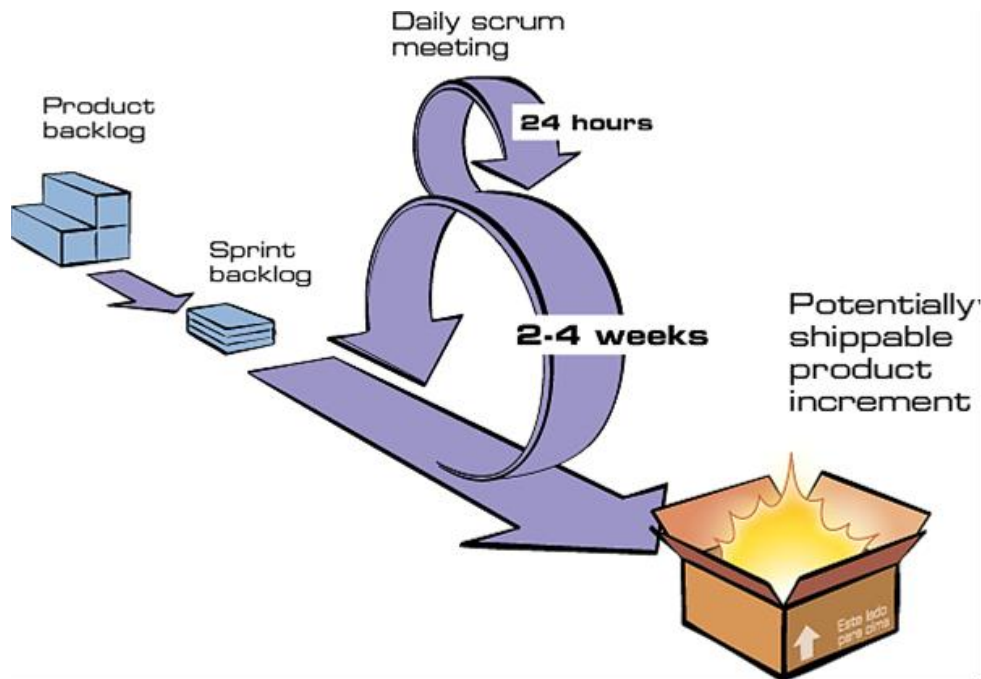 Daily scrum
meeting
24 hours
Product
backlog
Sprint
backlog
2-4 weeks
Potentially
shippable
product
increment
Este lado
para cima